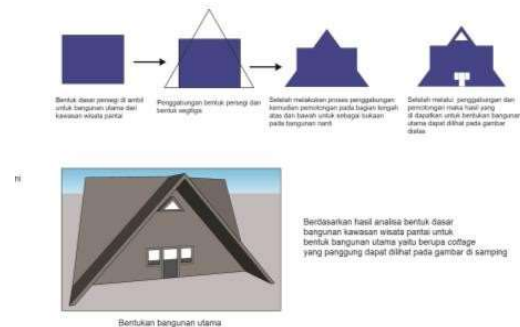 Bentuk dasar persegi di ambil
untuk bangunan utama dari
kawasan wisata pantai
Penggabungan bentuk persegi dan
bentuk segitiga
Setelah melakukan proses penggabungan
kemudian pemotongan pada bagian tengah
atas dan bawah untuk sebagai bukaan
pada bangunan nanti
Setelah melalui penggabungan dan
pemotongan maka hasil yang
di dapatkan untuk bentukan bangunan
utama dapat dilihat pada gambar
diatas
ni
Berdasarkan hasil analisa bentuk dasar
bangunan kawasan wisata pantai untuk
bentuk bangunan utama yaitu berupa cottage
yang panggung dapat dilihat pada gambar di samping
Bentukan bangunan utama